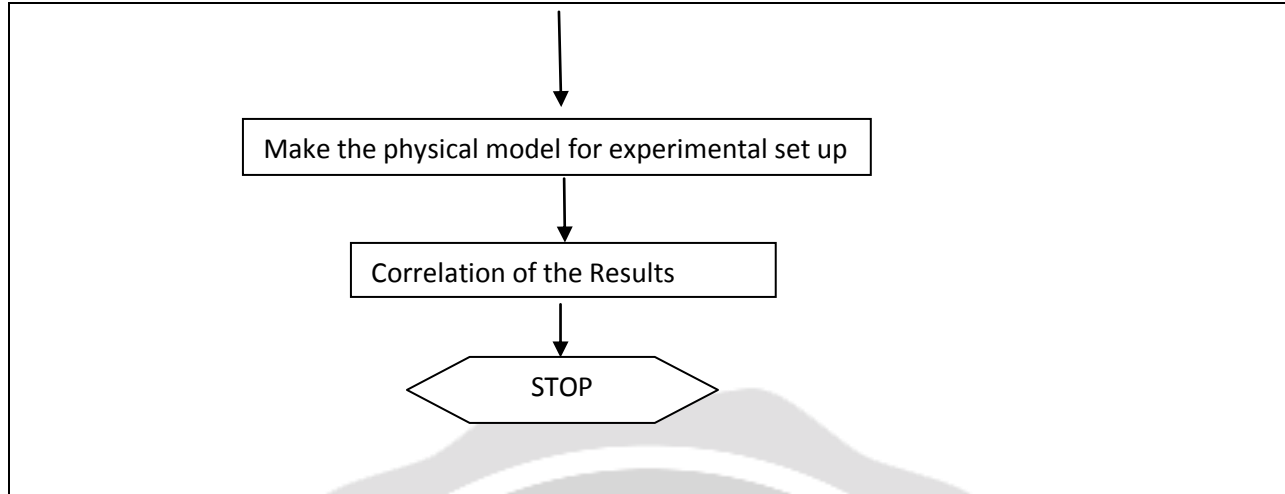 Make the physical model for experimental set up
Correlation of the Results
STOP